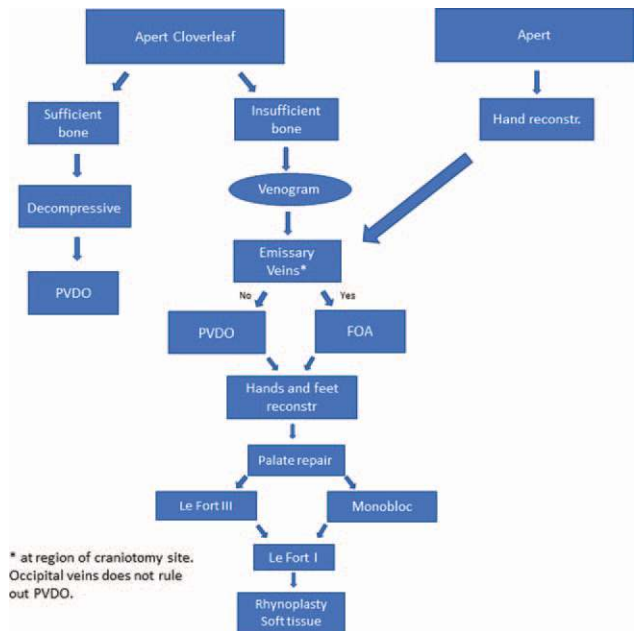 Apert Cloverleaf
Apert
Sufficient
bone
Insufficient
bone
Hand reconstr.
Decompressive
Venogram
Emissary
Veins*
PVDO
No
Yes
PVDO
FOA
Hands and feet
reconstr
Palate repair
Le Fort III
Monobloc
Le Fort I
* at region of craniotomy site.
Occipital veins does not rule
out PVDO.
Rhynoplasty
Soft tissue